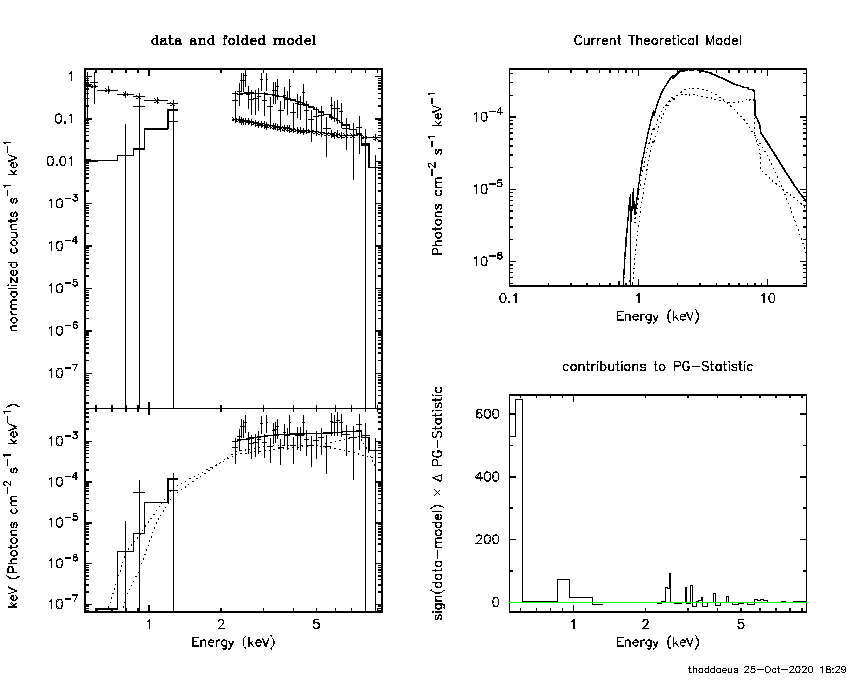 data and folded model
normalized counts s⁻¹ keV⁻¹
1
0.1
0.01
10⁻³
10⁻⁴
10⁻⁵
10⁻⁶
10⁻⁷
keV (Photons cm⁻² s⁻¹ keV⁻¹)
10⁻³
10⁻⁴
10⁻⁵
10⁻⁶
10⁻⁷
1 2 5
Energy (keV)
Current Theoretical Model
Photons cm⁻² s⁻¹ keV⁻¹
10⁻⁴
10⁻⁵
10⁻⁶
0.1 1 10
Energy (keV)
contributions to PG-Statistic
sign(data-model) × Δ PG-Statistic
600
400
200
0
1 2 5
Energy (keV)
thaddaeus 25-Oct-2020 18:29